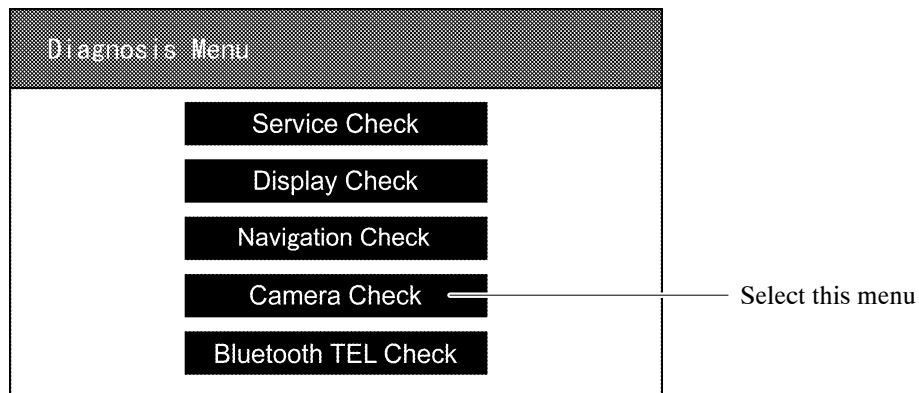 Diagnosis Menu
Service Check
Display Check
Navigation Check
Camera Check
Select this menu
Bluetooth TEL Check